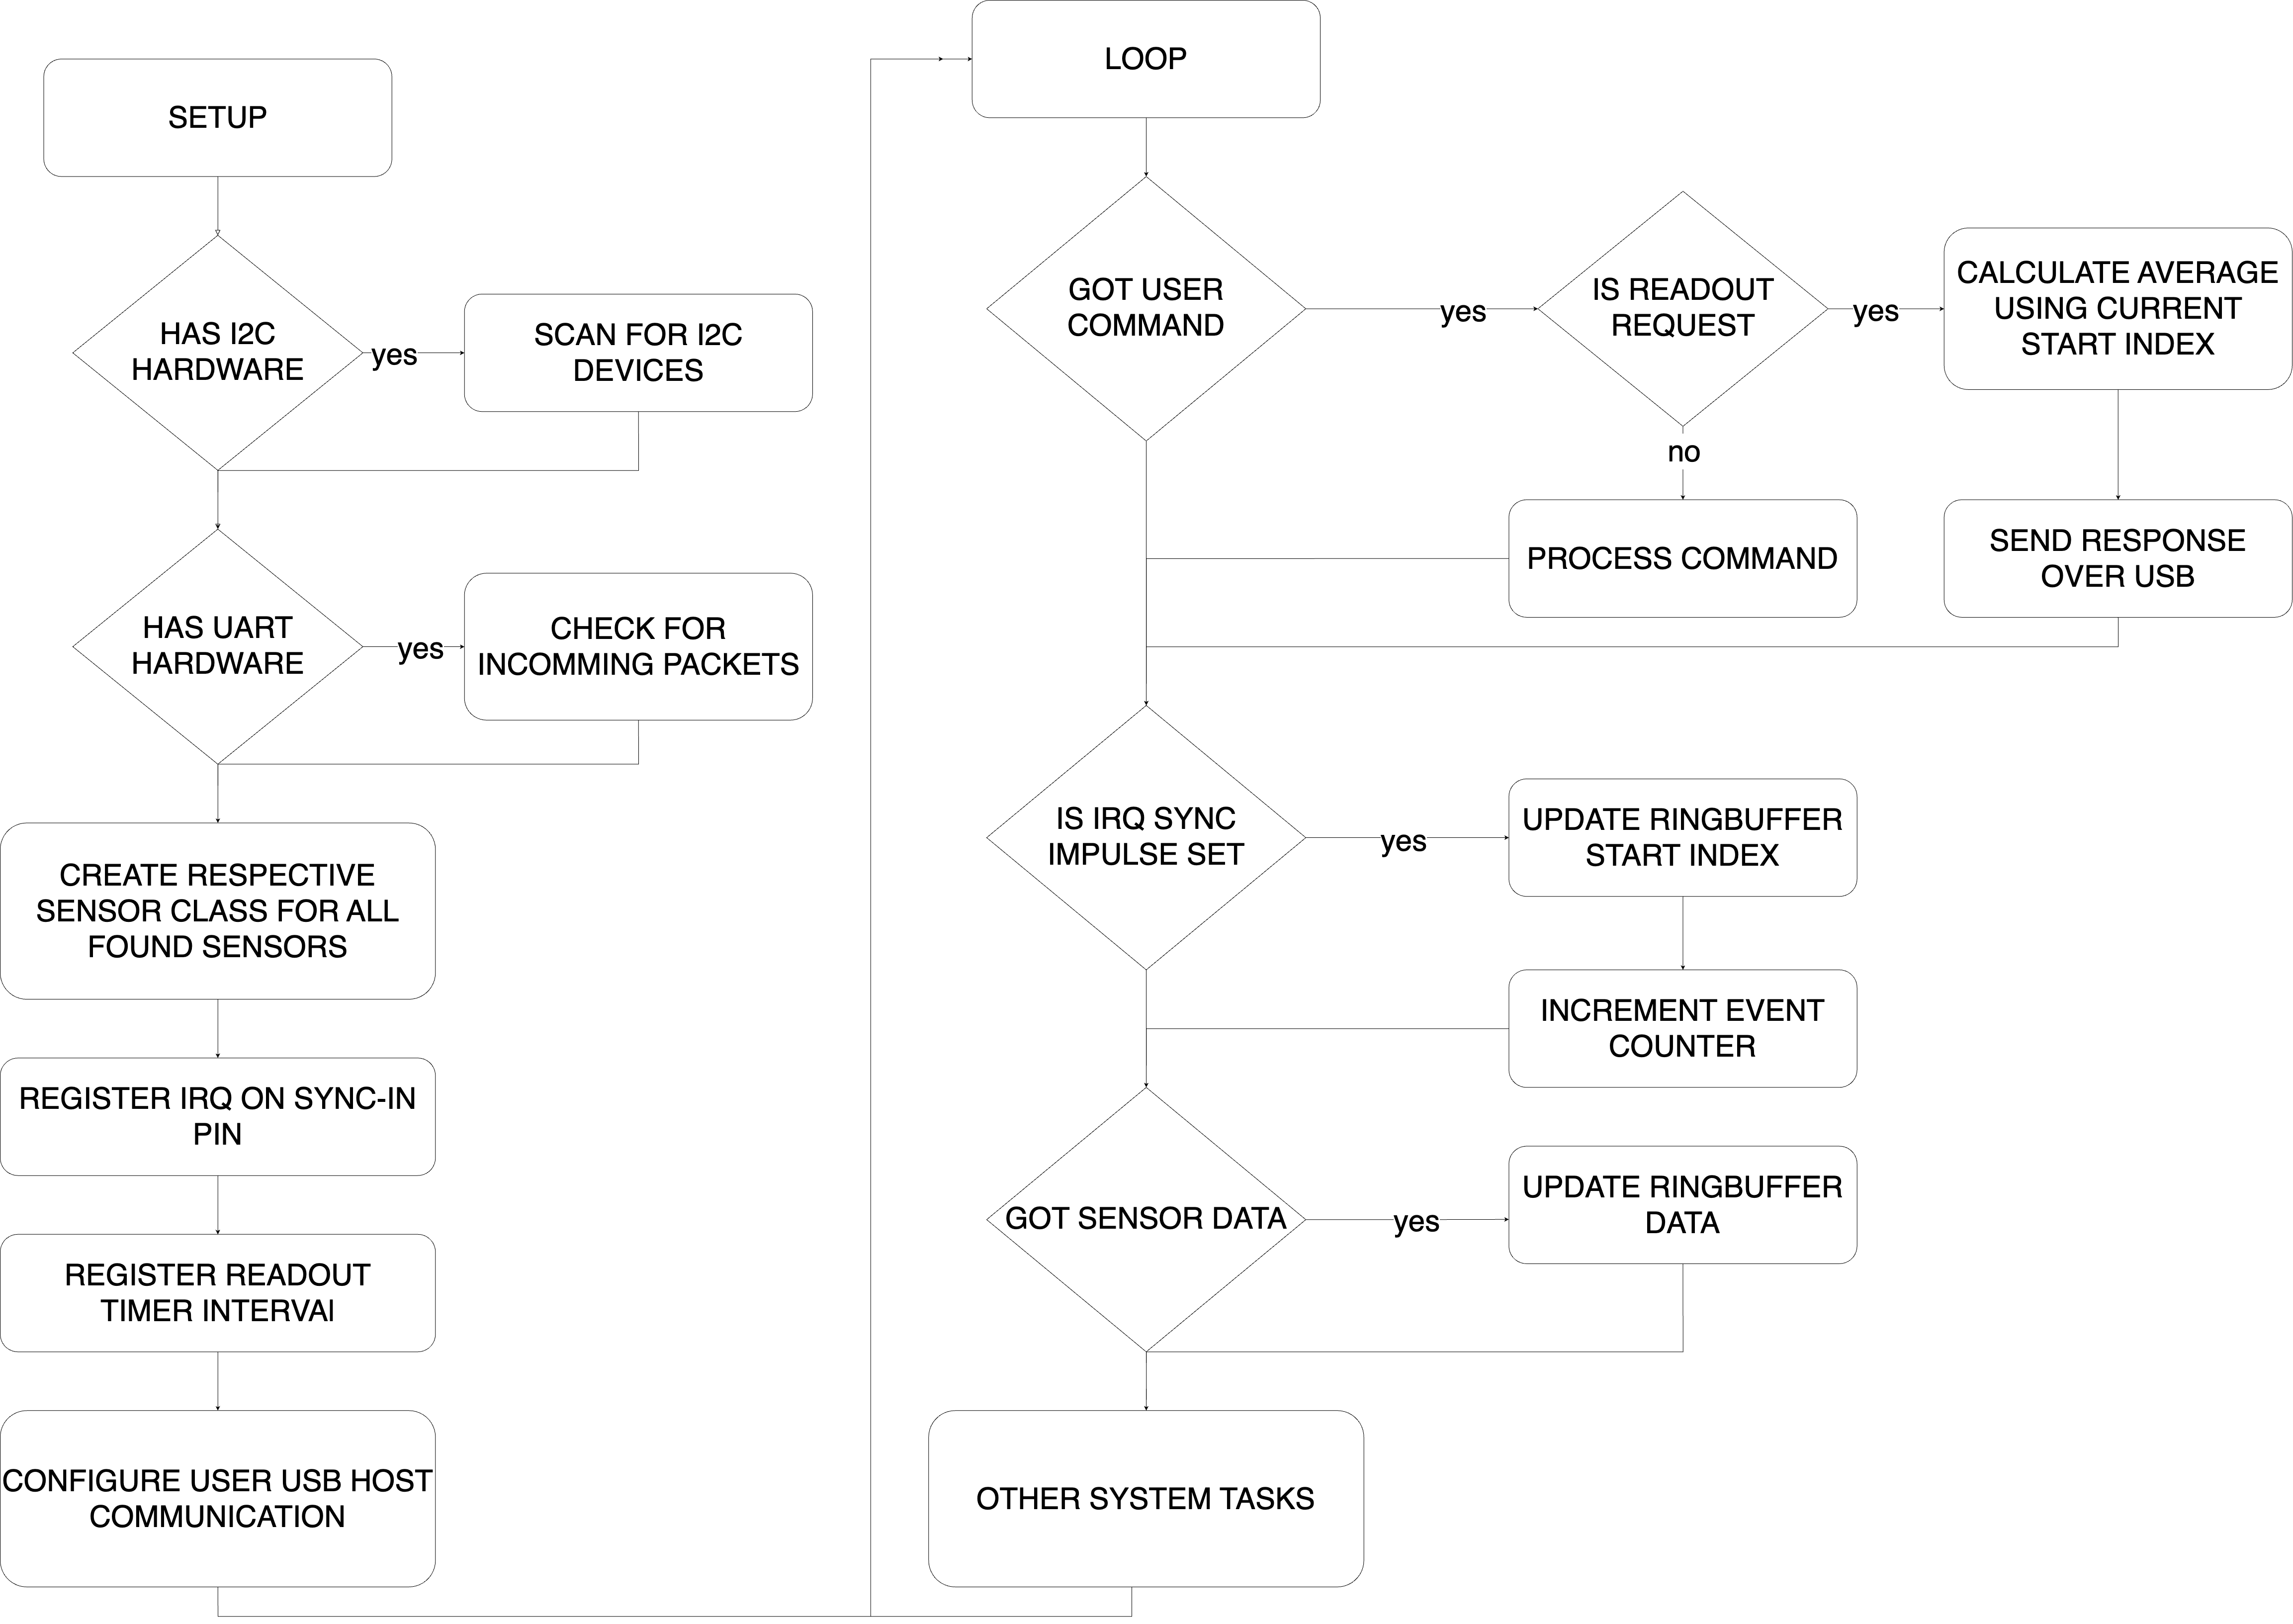 SETUP
HAS I2C
HARDWARE
yes
SCAN FOR I2C
DEVICES
HAS UART
HARDWARE
yes
CHECK FOR
INCOMMING PACKETS
CREATE RESPECTIVE
SENSOR CLASS FOR ALL
FOUND SENSORS
REGISTER IRQ ON SYNC-IN
PIN
REGISTER READOUT
TIMER INTERVAl
CONFIGURE USER USB HOST
COMMUNICATION
LOOP
GOT USER
COMMAND
yes
IS READOUT
REQUEST
yes
CALCULATE AVERAGE
USING CURRENT
START INDEX
no
PROCESS COMMAND
SEND RESPONSE
OVER USB
IS IRQ SYNC
IMPULSE SET
yes
UPDATE RINGBUFFER
START INDEX
INCREMENT EVENT
COUNTER
GOT SENSOR DATA
yes
UPDATE RINGBUFFER
DATA
OTHER SYSTEM TASKS